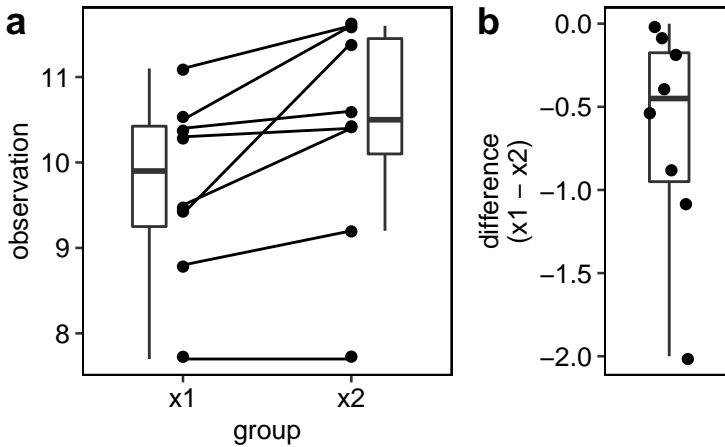 a
observation
11
10
9
8
x1
x2
group
b
difference
(x1 − x2)
0.0
−0.5
−1.0
−1.5
−2.0